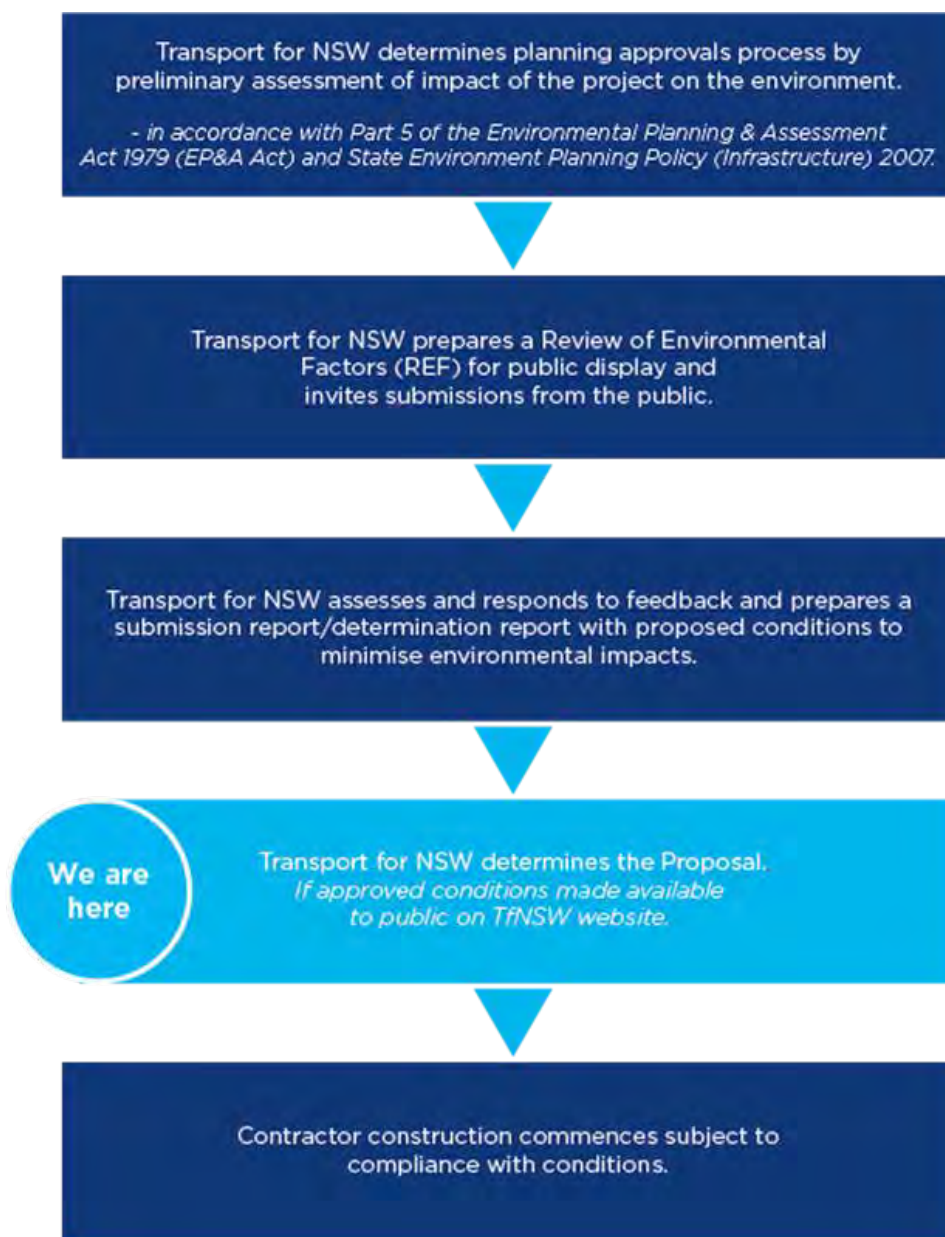 Transport for NSW determines planning approvals process by
preliminary assessment of impact of the project on the environment.
- in accordance with Part 5 of the Environmental Planning & Assessment
Act 1979 (EP&A Act) and State Environment Planning Policy (Infrastructure) 2007.
Transport for NSW prepares a Review of Environmental
Factors (REF) for public display and
invites submissions from the public.
Transport for NSW assesses and responds to feedback and prepares a
submission report/determination report with proposed conditions to
minimise environmental impacts.
We are
here
Transport for NSW determines the Proposal.
If approved conditions made available
to public on TfNSW website.
Contractor construction commences subject to
compliance with conditions.